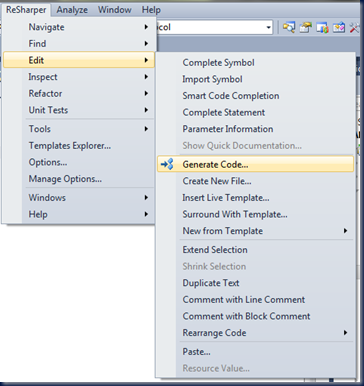 ReSharper Analyze Window Help
Navigate
Find
Edit
Inspect
Refactor
Unit Tests
Tools
Templates Explorer...
Options...
Manage Options...
Windows
Help
col
Complete Symbol
Import Symbol
Smart Code Completion
Complete Statement
Parameter Information
Show Quick Documentation...
Generate Code...
Create New File...
Insert Live Template...
Surround With Template...
New from Template
Extend Selection
Shrink Selection
Duplicate Text
Comment with Line Comment
Comment with Block Comment
Rearrange Code
Paste...
Resource Value...